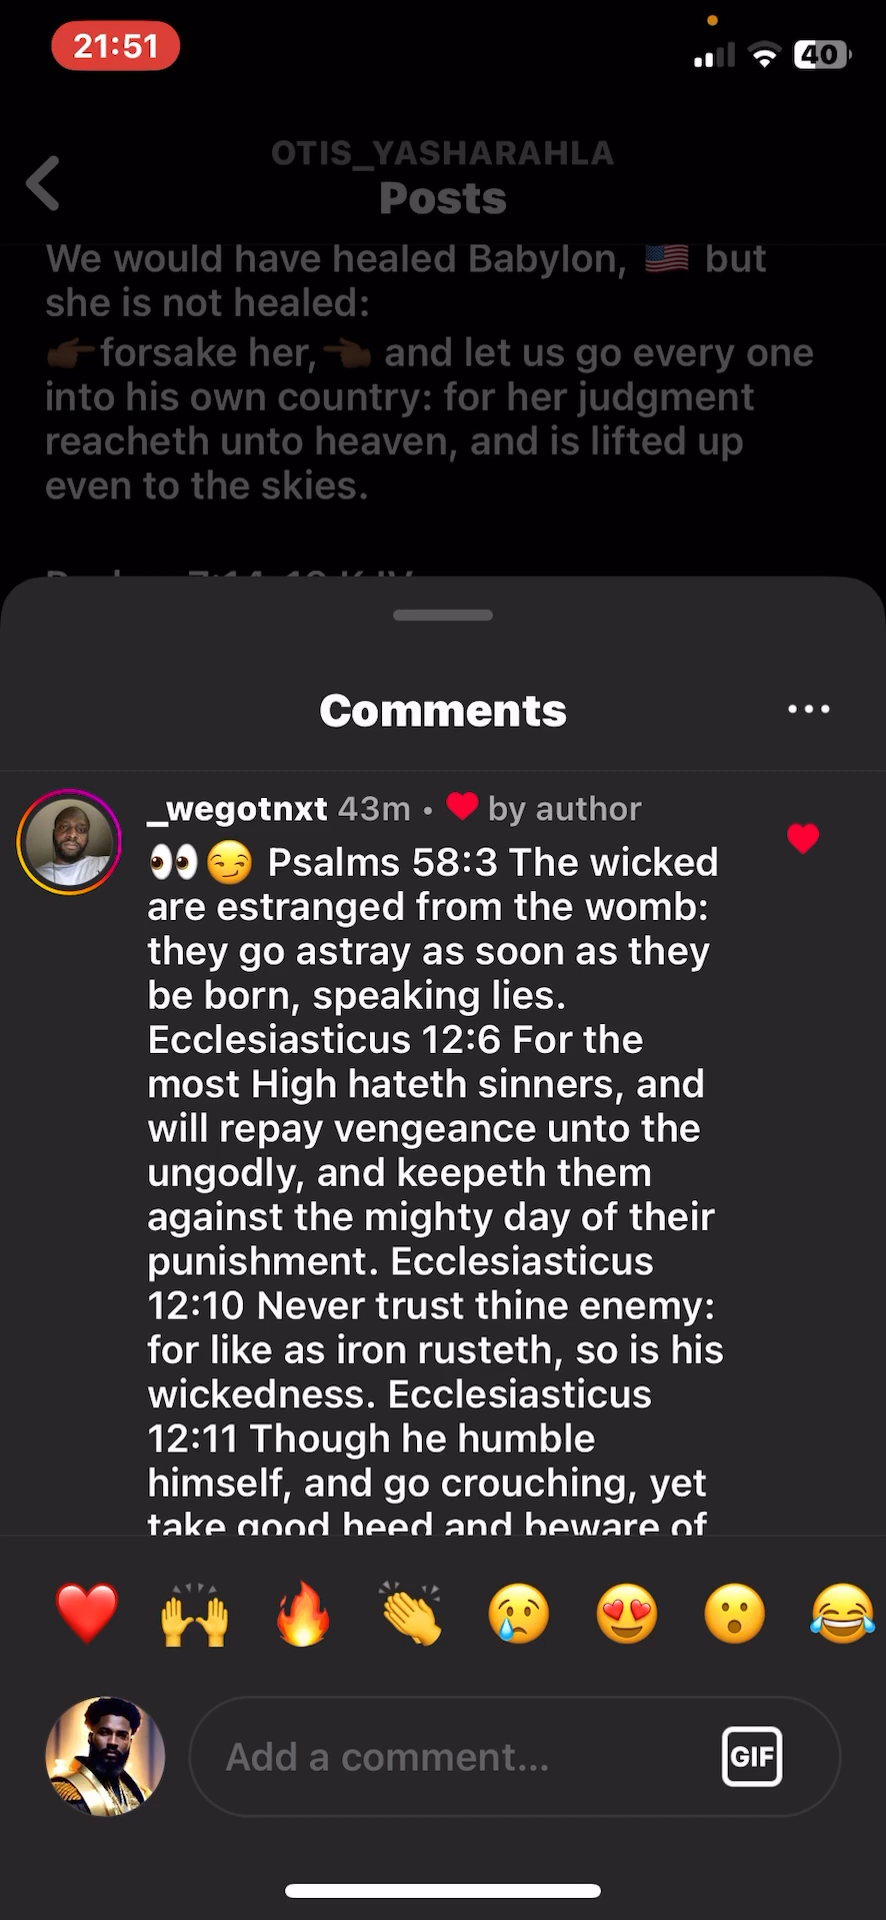 21:51
40
OTIS_YASHARAHLA
Posts
We would have healed Babylon, 🇺🇸 but
she is not healed:
👉🏿forsake her,👈🏿 and let us go every one
into his own country: for her judgment
reacheth unto heaven, and is lifted up
even to the skies.
Comments
_wegotnxt 43m • ❤️ by author
👀😏 Psalms 58:3 The wicked
are estranged from the womb:
they go astray as soon as they
be born, speaking lies.
Ecclesiasticus 12:6 For the
most High hateth sinners, and
will repay vengeance unto the
ungodly, and keepeth them
against the mighty day of their
punishment. Ecclesiasticus
12:10 Never trust thine enemy:
for like as iron rusteth, so is his
wickedness. Ecclesiasticus
12:11 Though he humble
himself, and go crouching, yet
take good heed and beware of
Add a comment...
GIF